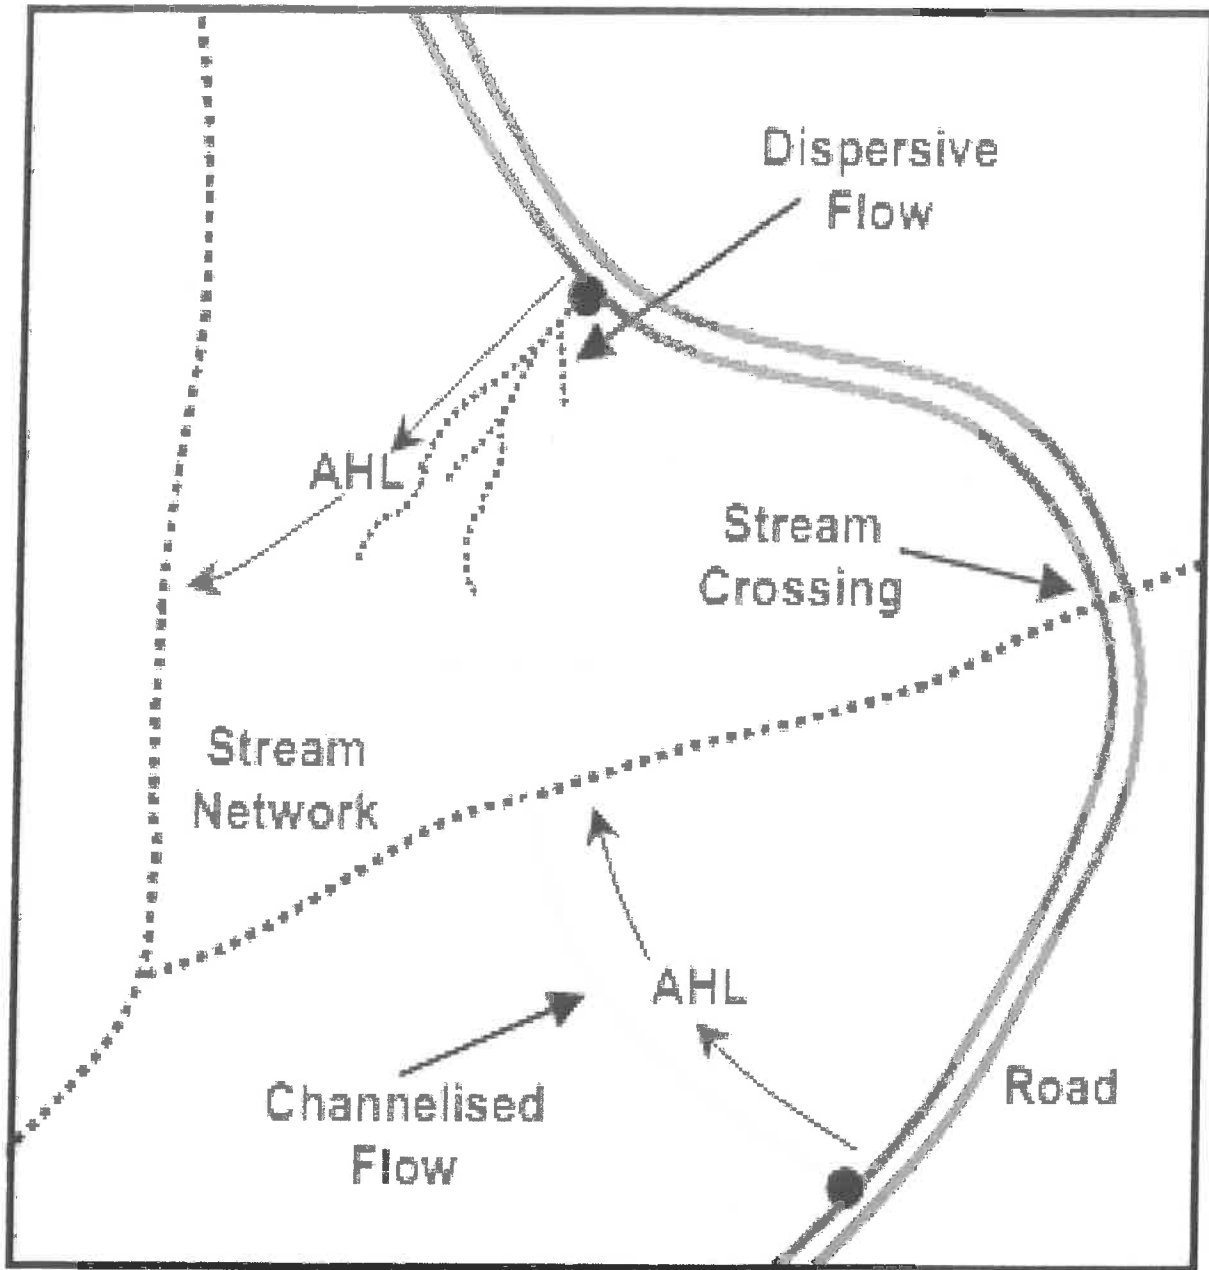 Dispersive
Flow
AHL
Stream
Crossing
Stream
Network
AHL
Channelised
Flow
Road